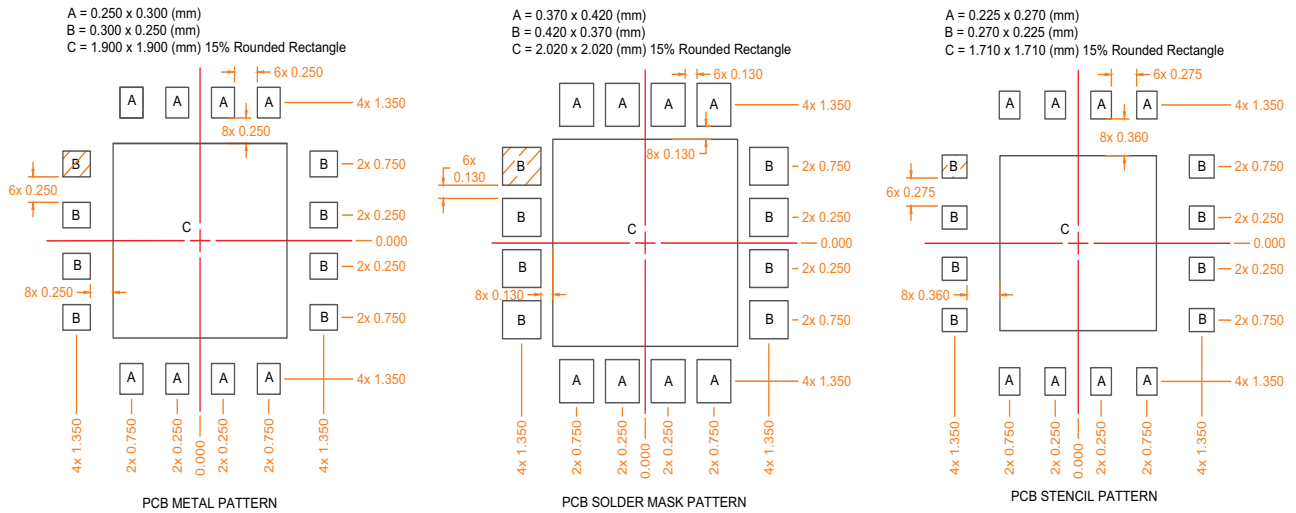 A = 0.250 x 0.300 (mm)
B = 0.300 x 0.250 (mm)
C = 1.900 x 1.900 (mm) 15% Rounded Rectangle
6x 0.250
A A A A
4x 1.350
8x 0.250
B B
2x 0.750
6x 0.250
B B
2x 0.250
C
0.000
B B
2x 0.250
8x 0.250
B B
2x 0.750
A A A A
4x 1.350
4x 1.350
2x 0.750
2x 0.250
0.000
2x 0.250
2x 0.750
4x 1.350
PCB METAL PATTERN
A = 0.370 x 0.420 (mm)
B = 0.420 x 0.370 (mm)
C = 2.020 x 2.020 (mm) 15% Rounded Rectangle
6x 0.130
A A A A
4x 1.350
8x 0.130
B B
2x 0.750
6x
0.130
B B
2x 0.250
C
0.000
B B
2x 0.250
8x 0.130
B B
2x 0.750
A A A A
4x 1.350
4x 1.350
2x 0.750
2x 0.250
0.000
2x 0.250
2x 0.750
4x 1.350
PCB SOLDER MASK PATTERN
A = 0.225 x 0.270 (mm)
B = 0.270 x 0.225 (mm)
C = 1.710 x 1.710 (mm) 15% Rounded Rectangle
6x 0.275
A A A A
4x 1.350
8x 0.360
B B
2x 0.750
6x 0.275
B B
2x 0.250
C
0.000
B B
2x 0.250
8x 0.360
B B
2x 0.750
A A A A
4x 1.350
4x 1.350
2x 0.750
2x 0.250
0.000
2x 0.250
2x 0.750
4x 1.350
PCB STENCIL PATTERN